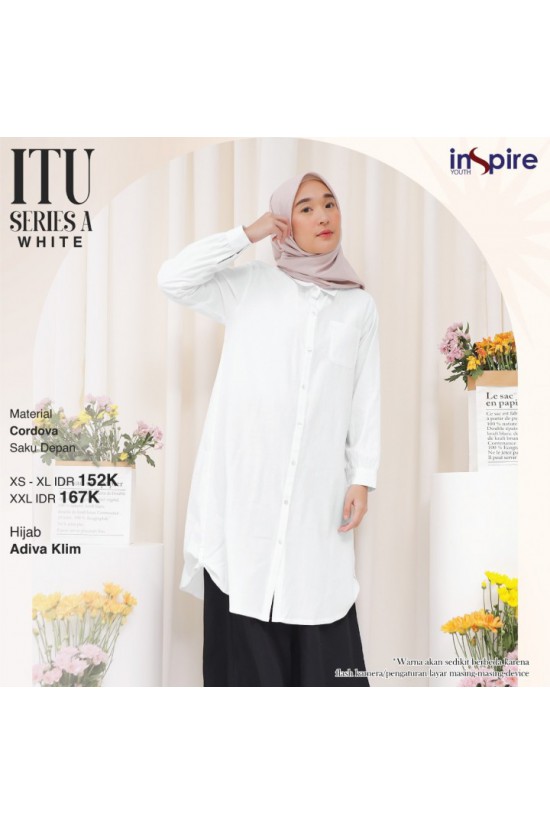 ITU
SERIES A
WHITE
inSpire
YOUTH
Material
Cordova
Saku Depan
XS - XL IDR 152K
XXL IDR 167K
Hijab
Adiva Klim
Le sac
en papi
*Warna akan sedikit berbeda karena
flash kamera/pengaturan layar masing-masing device